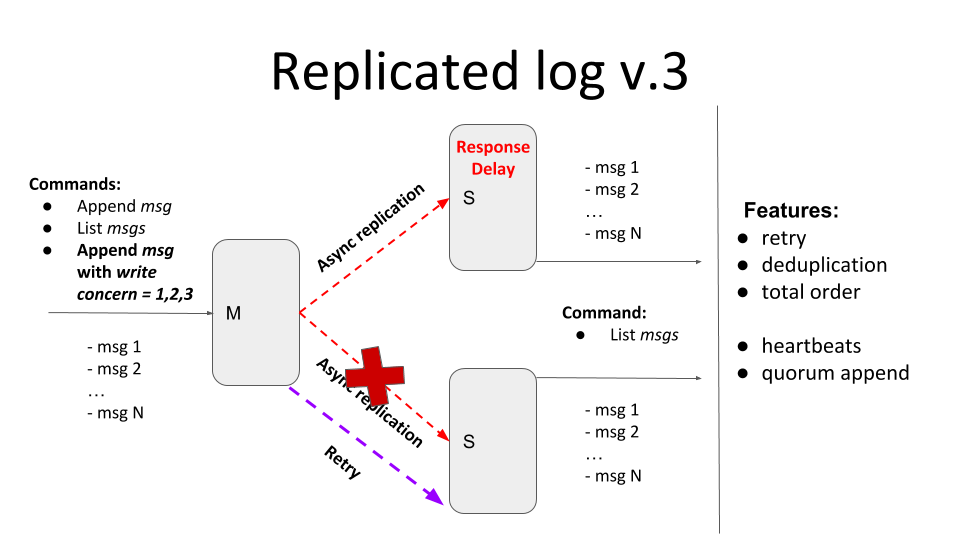 Replicated log v.3
Commands:
● Append msg
● List msgs
● Append msg
with write
concern = 1,2,3
- msg 1
- msg 2
...
- msg N
M
Async replication
Async replication
Retry
Response
Delay
S
- msg 1
- msg 2
...
- msg N
Command:
● List msgs
S
- msg 1
- msg 2
...
- msg N
Features:
● retry
● deduplication
● total order
● heartbeats
● quorum append